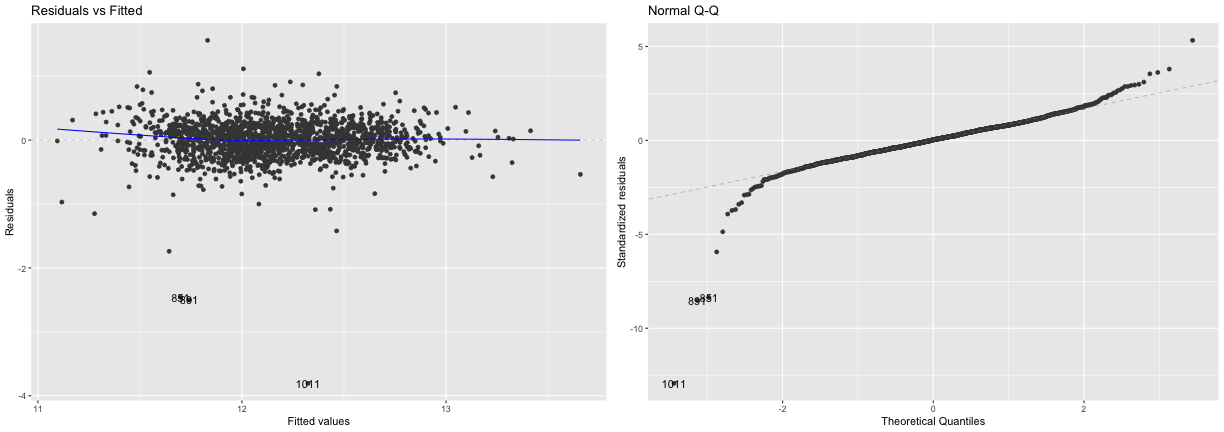 Residuals vs Fitted
Normal Q-Q
0
-2
-4
Residuals
11
12
13
Fitted values
891
1011
5
0
-5
-10
Standardized residuals
-2
0
2
Theoretical Quantiles
851
1011